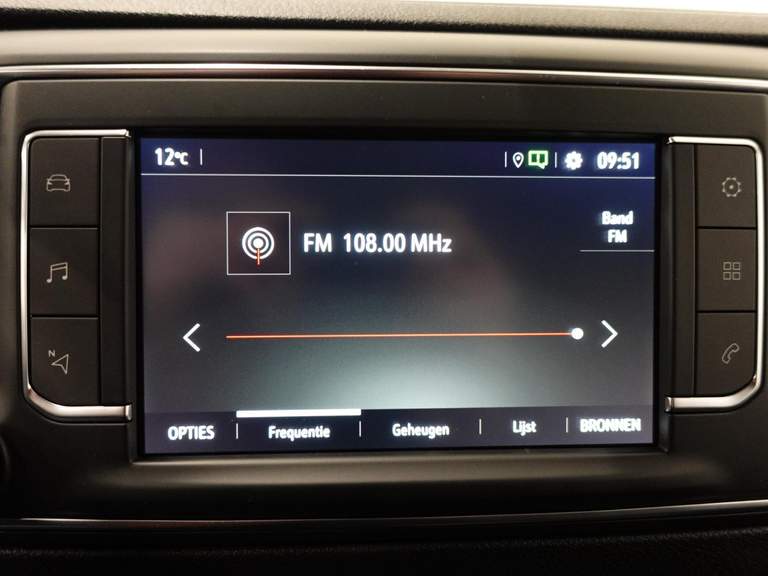 12°C
09:51
FM 108.00 MHz
Band
FM
N
OPTIES
Frequentie
Geheugen
Lijst
BRONNEN